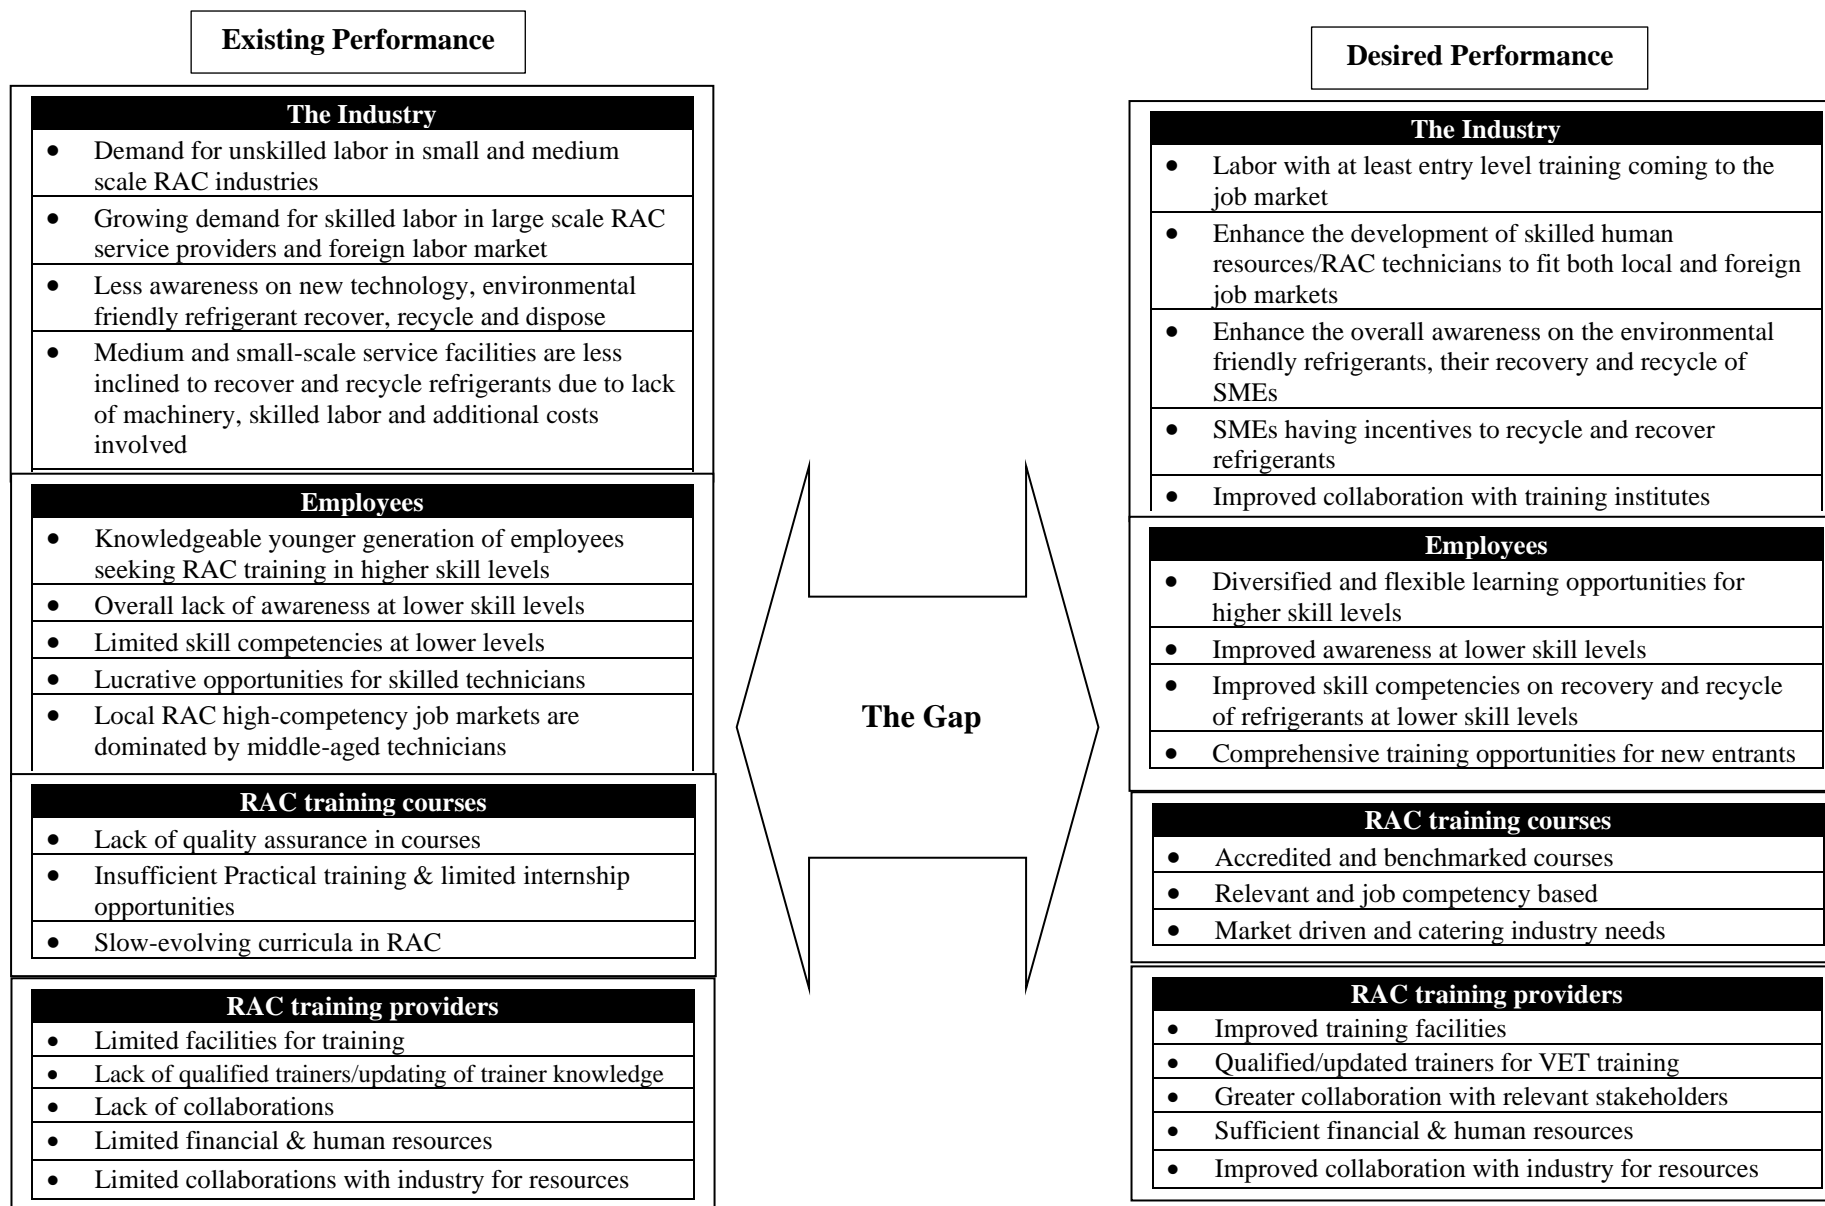 Existing Performance
The Industry
• Demand for unskilled labor in small and medium
scale RAC industries
• Growing demand for skilled labor in large scale RAC
service providers and foreign labor market
• Less awareness on new technology, environmental
friendly refrigerant recover, recycle and dispose
• Medium and small-scale service facilities are less
inclined to recover and recycle refrigerants due to lack
of machinery, skilled labor and additional costs
involved
Employees
• Knowledgeable younger generation of employees
seeking RAC training in higher skill levels
• Overall lack of awareness at lower skill levels
• Limited skill competencies at lower levels
• Lucrative opportunities for skilled technicians
• Local RAC high-competency job markets are
dominated by middle-aged technicians
RAC training courses
• Lack of quality assurance in courses
• Insufficient Practical training & limited internship
opportunities
• Slow-evolving curricula in RAC
RAC training providers
• Limited facilities for training
• Lack of qualified trainers/updating of trainer knowledge
• Lack of collaborations
• Limited financial & human resources
• Limited collaborations with industry for resources
The Gap
Desired Performance
The Industry
• Labor with at least entry level training coming to the
job market
• Enhance the development of skilled human
resources/RAC technicians to fit both local and foreign
job markets
• Enhance the overall awareness on the environmental
friendly refrigerants, their recovery and recycle of
SMEs
• SMEs having incentives to recycle and recover
refrigerants
• Improved collaboration with training institutes
Employees
• Diversified and flexible learning opportunities for
higher skill levels
• Improved awareness at lower skill levels
• Improved skill competencies on recovery and recycle
of refrigerants at lower skill levels
• Comprehensive training opportunities for new entrants
RAC training courses
• Accredited and benchmarked courses
• Relevant and job competency based
• Market driven and catering industry needs
RAC training providers
• Improved training facilities
• Qualified/updated trainers for VET training
• Greater collaboration with relevant stakeholders
• Sufficient financial & human resources
• Improved collaboration with industry for resources